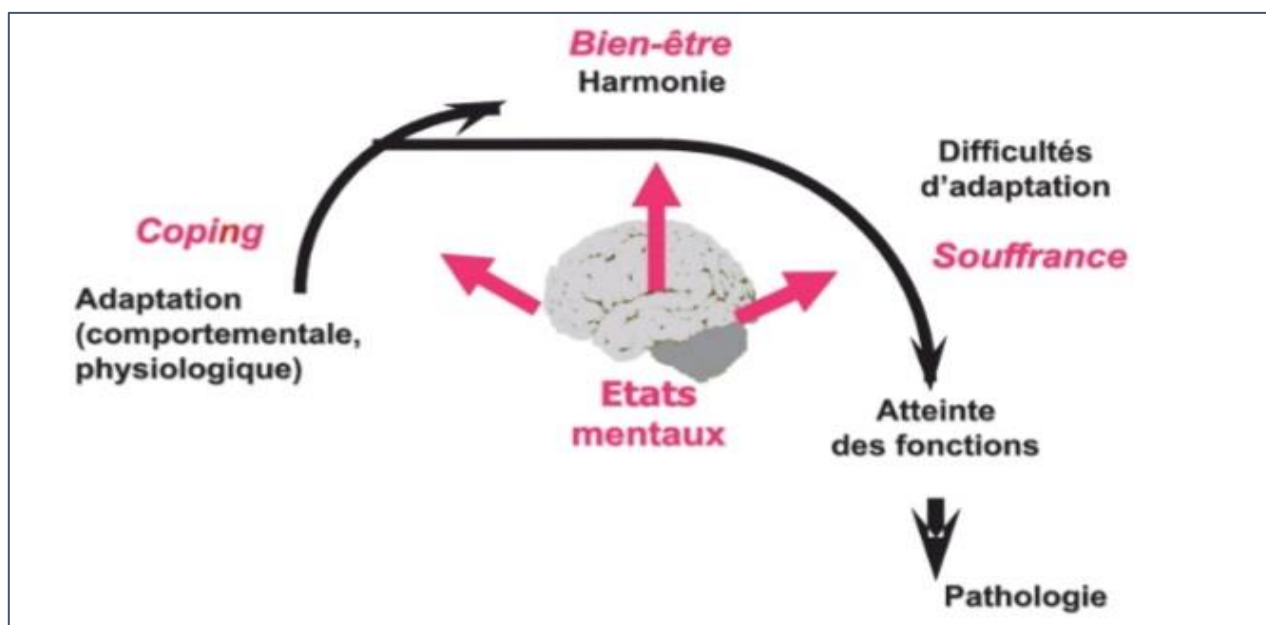 Bien-être
Harmonie
Difficultés
d'adaptation
Coping
Souffrance
Adaptation
(comportementale,
physiologique)
Etats
mentaux
Atteinte
des fonctions
Pathologie